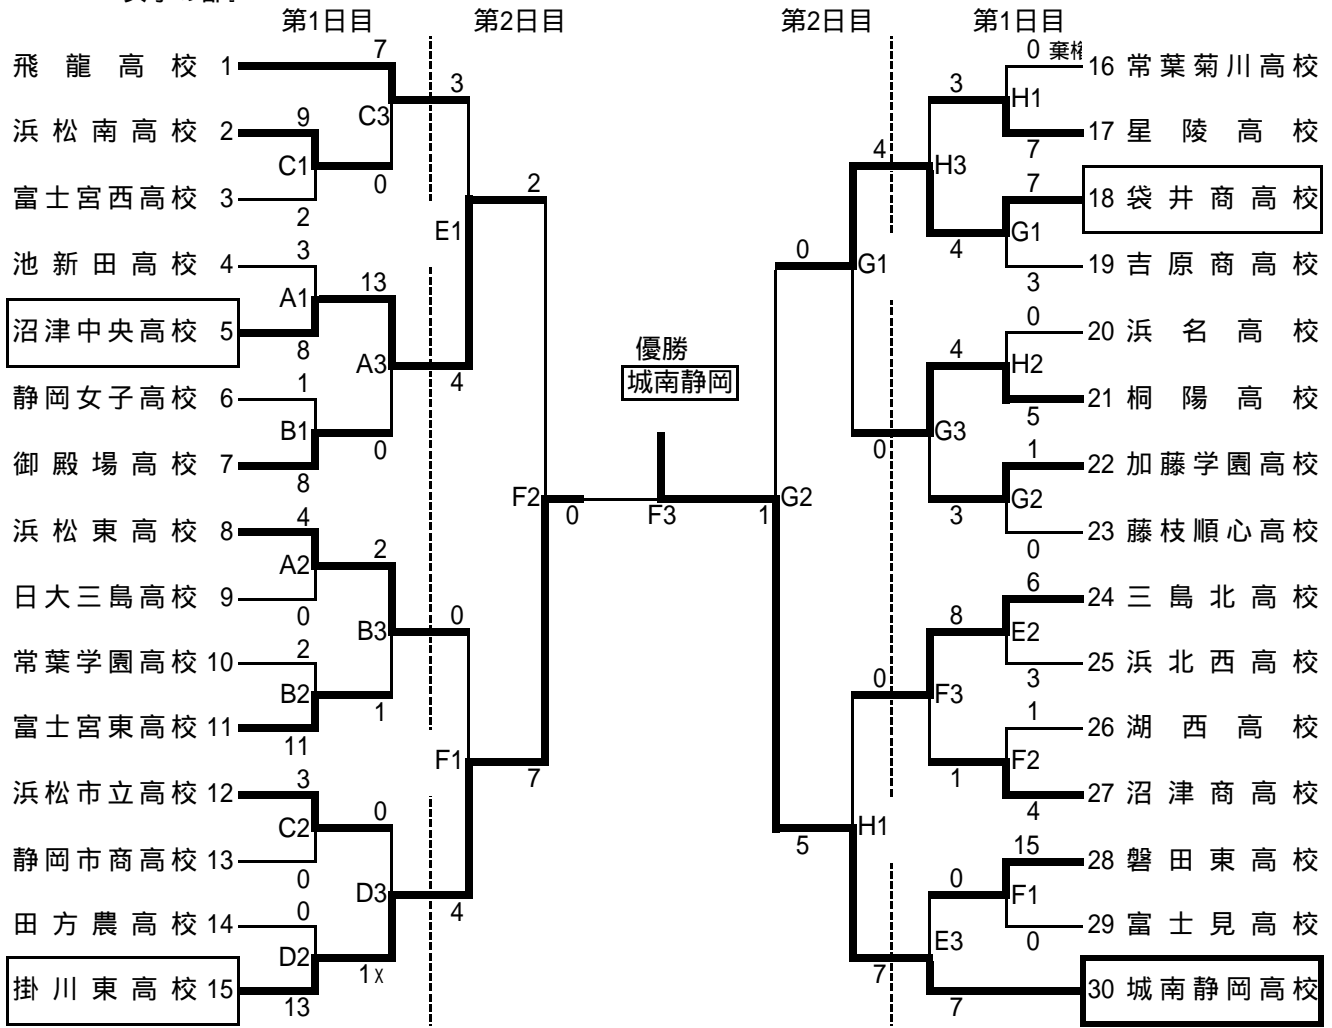 第1日目 第2日目 第2日目 第1日目
7 0 棄権
飛龍高校 1 3 3 16 常葉菊川高校
C3 H1
浜松南高校 2 9 17 星陵高校
C1 4 H3 7
0 7
富士宮西高校 3 2 2 18 袋井商高校
E1 G1
池新田高校 4 3 13 0 G1 4 19 吉原商高校
A1 3
沼津中央高校 5 8 0 20 浜名高校
A3 優勝 4 H2
静岡女子高校 6 1 4 城南静岡 21 桐陽高校
B1 0 0 G3 5
御殿場高校 7 8 1 22 加藤学園高校
F2 0 F3 1 G2 3 G2
浜松東高校 8 4 23 藤枝順心高校
A2 2 0
日大三島高校 9 0 6 24 三島北高校
B3 0 8 E2
常葉学園高校 10 2 25 浜北西高校
B2 1 0 F3 3
富士宮東高校 11 11 1 26 湖西高校
F1 7 1 F2
浜松市立高校 12 3 27 沼津商高校
C2 0 5 H1 4
静岡市商高校 13 0 15 28 磐田東高校
D3 4 0 F1
田方農高校 14 0 29 富士見高校
D2 1x 7 E3 0
掛川東高校 15 13 7 30 城南静岡高校